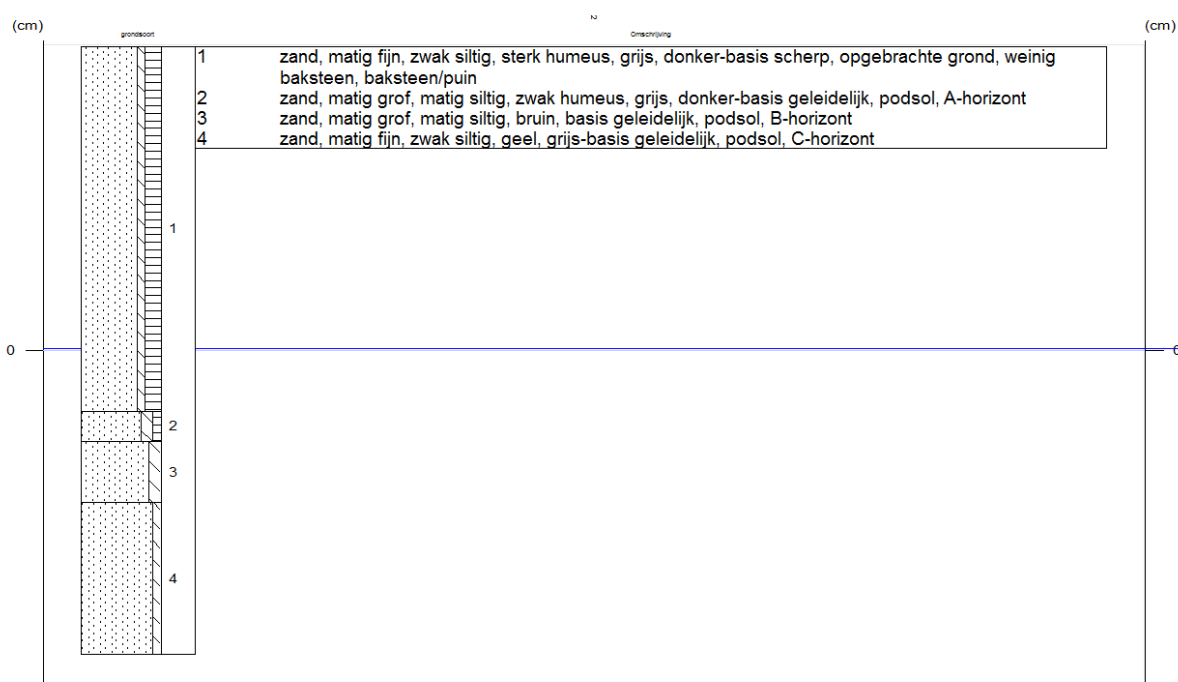 2
(cm)
(cm)
grondsoort
Omschrijving
1 zand, matig fijn, zwak siltig, sterk humeus, grijs, donker-basis scherp, opgebrachte grond, weinig
baksteen, baksteen/puin
2 zand, matig grof, matig siltig, zwak humeus, grijs, donker-basis geleidelijk, podsol, A-horizont
3 zand, matig grof, matig siltig, bruin, basis geleidelijk, podsol, B-horizont
4 zand, matig fijn, zwak siltig, geel, grijs-basis geleidelijk, podsol, C-horizont
1
0
0
2
3
4